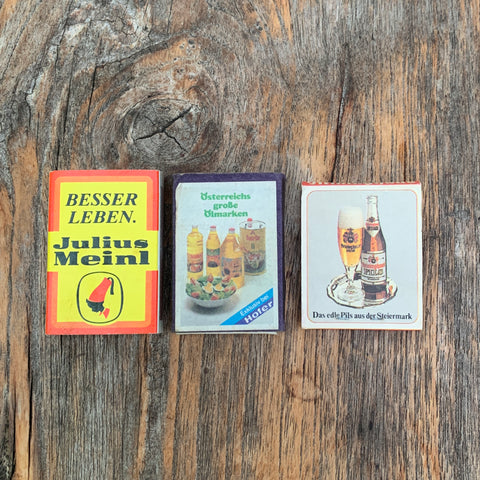 BESSER
LEBEN.
Julius
Meinl
Österreichs
große
Ölmarken
Exklusiv bei
Hofer
Das edle Pils aus der Steiermark